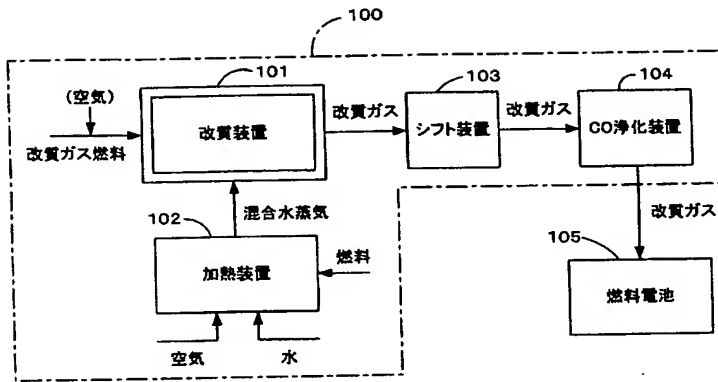 100
101
103
104
(空気)
改質ガス燃料
改質装置
改質ガス
シフト装置
改質ガス
CO浄化装置
混合水蒸気
改質ガス
102
加熱装置
燃料
105
燃料電池
空気
水